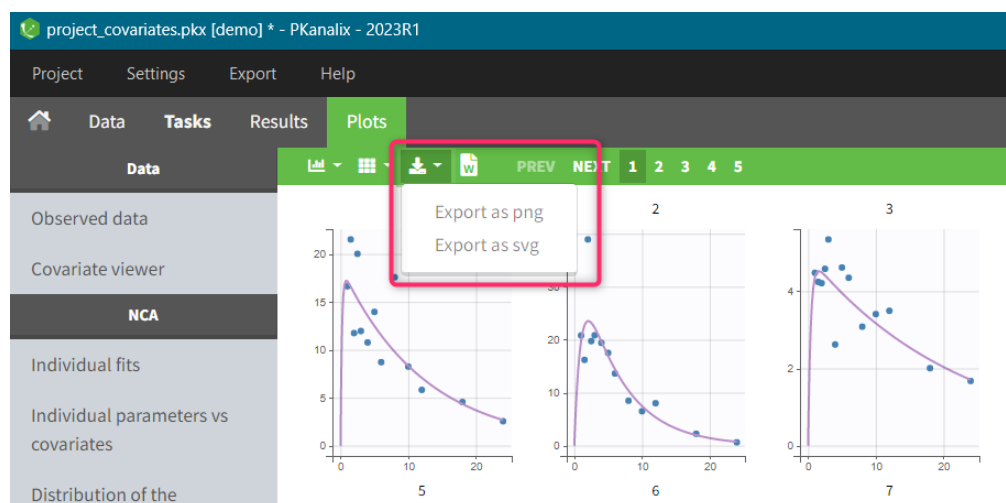 project_covariates.pkx [demo] * - PKanalix - 2023R1
Project Settings Export Help
Data Tasks Results Plots
Data
W PREV NEXT 1 2 3 4 5
Observed data
Covariate viewer
NCA
Individual fits
Individual parameters vs
covariates
Distribution of the
Export as png
Export as svg
2
3
20
15
10
5
0
0 10 20
5
30
20
10
0
0 10 20
6
4
2
0
0 10 20
7